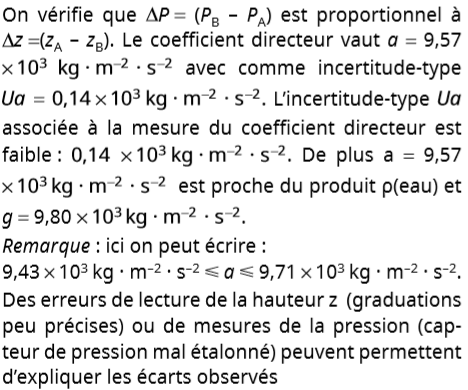 On vérifie que ΔP = (P_B – P_A) est proportionnel à
Δz =(z_A – z_B). Le coefficient directeur vaut a = 9,57
×10³ kg · m⁻² · s⁻² avec comme incertitude-type
Ua = 0,14 × 10³ kg · m⁻² · s⁻². L’incertitude-type Ua
associée à la mesure du coefficient directeur est
faible : 0,14 ×10³ kg · m⁻² · s⁻². De plus a = 9,57
×10³ kg · m⁻² · s⁻² est proche du produit ρ(eau) et
g = 9,80 × 10³ kg · m⁻² · s⁻².
Remarque : ici on peut écrire :
9,43 × 10³ kg · m⁻² · s⁻² ⩽ a ⩽ 9,71 × 10³ kg · m⁻² · s⁻².
Des erreurs de lecture de la hauteur z (graduations
peu précises) ou de mesures de la pression (cap-
teur de pression mal étalonné) peuvent permettent
d’expliquer les écarts observés